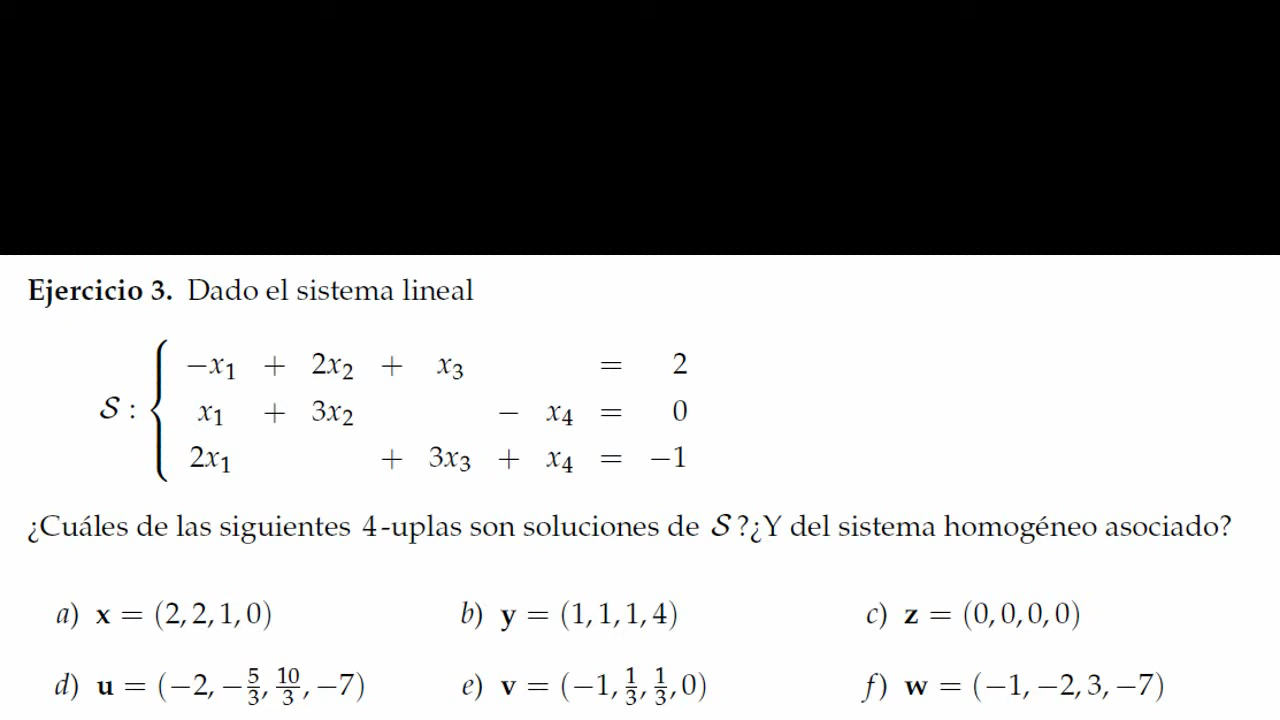 Ejercicio 3. Dado el sistema lineal
−x₁ + 2x₂ + x₃ = 2
S : { x₁ + 3x₂ − x₄ = 0
2x₁ + 3x₃ + x₄ = −1
¿Cuáles de las siguientes 4-uplas son soluciones de S?¿Y del sistema homogéneo asociado?
a) x = (2, 2, 1, 0) b) y = (1, 1, 1, 4) c) z = (0, 0, 0, 0)
d) u = (−2, −5/3, 10/3, −7) e) v = (−1, 1/3, 1/3, 0) f) w = (−1, −2, 3, −7)